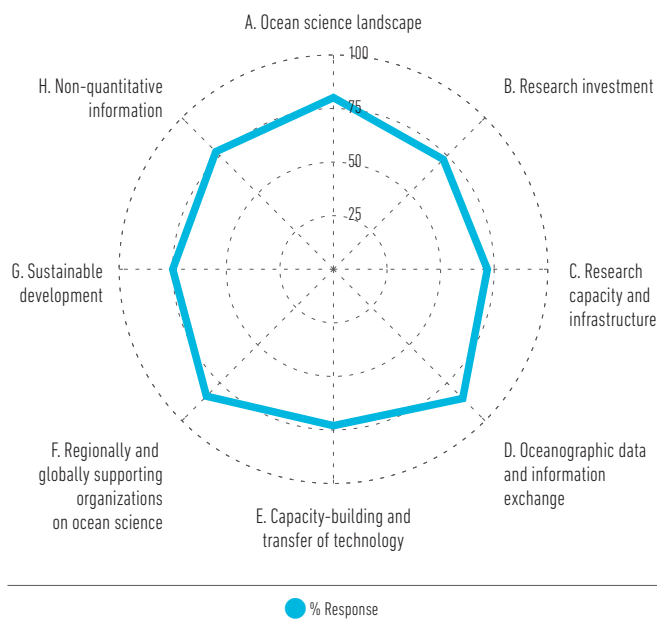 A. Ocean science landscape
100
75
50
25
B. Research investment
C. Research
capacity and
infrastructure
D. Oceanographic data
and information
exchange
E. Capacity-building and
transfer of technology
F. Regionally and
globally supporting
organizations
on ocean science
G. Sustainable
development
H. Non-quantitative
information
% Response